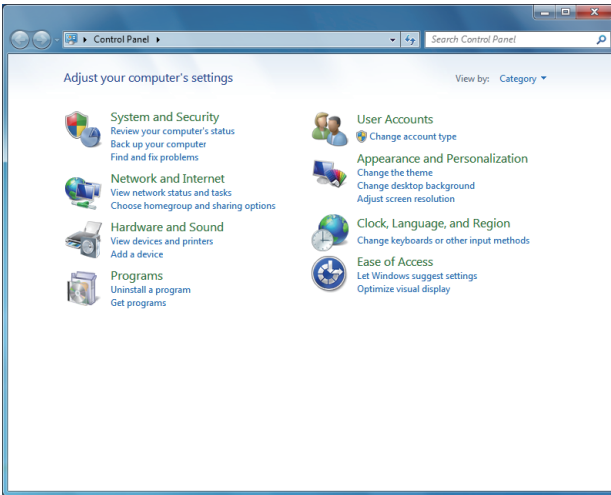 Control Panel
Search Control Panel
Adjust your computer's settings
View by: Category
System and Security
Review your computer's status
Back up your computer
Find and fix problems
Network and Internet
View network status and tasks
Choose homegroup and sharing options
Hardware and Sound
View devices and printers
Add a device
Programs
Uninstall a program
Get programs
User Accounts
Change account type
Appearance and Personalization
Change the theme
Change desktop background
Adjust screen resolution
Clock, Language, and Region
Change keyboards or other input methods
Ease of Access
Let Windows suggest settings
Optimize visual display